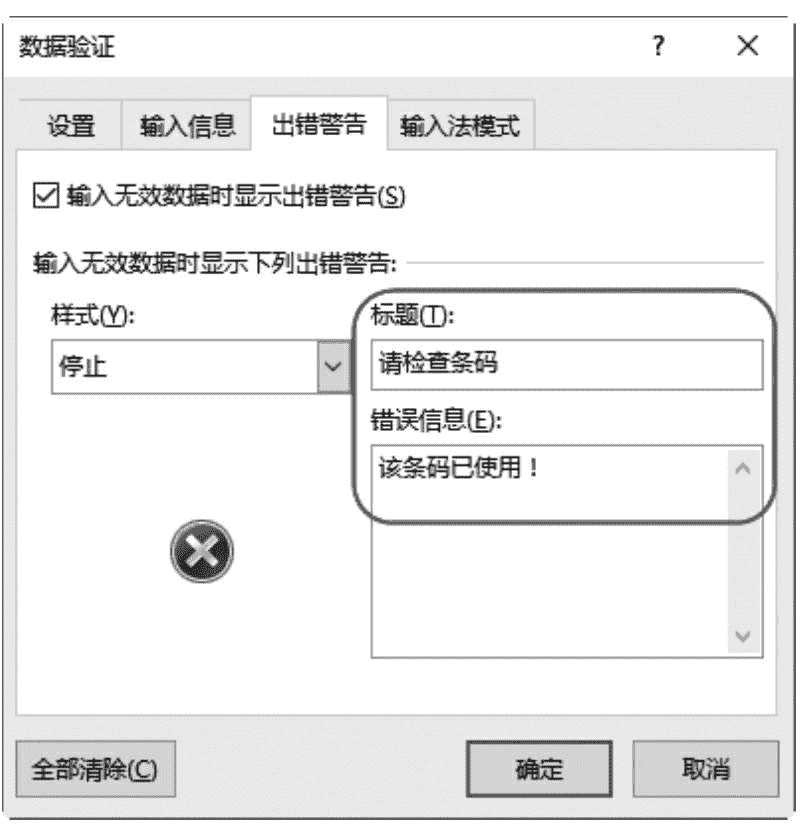 数据验证 ?
设置 输入信息 出错警告 输入法模式
输入无效数据时显示出错警告(S)
输入无效数据时显示下列出错警告:
样式(Y):
停止
标题(T):
请检查条码
错误信息(E):
该条码已使用！
全部清除(C) 确定 取消